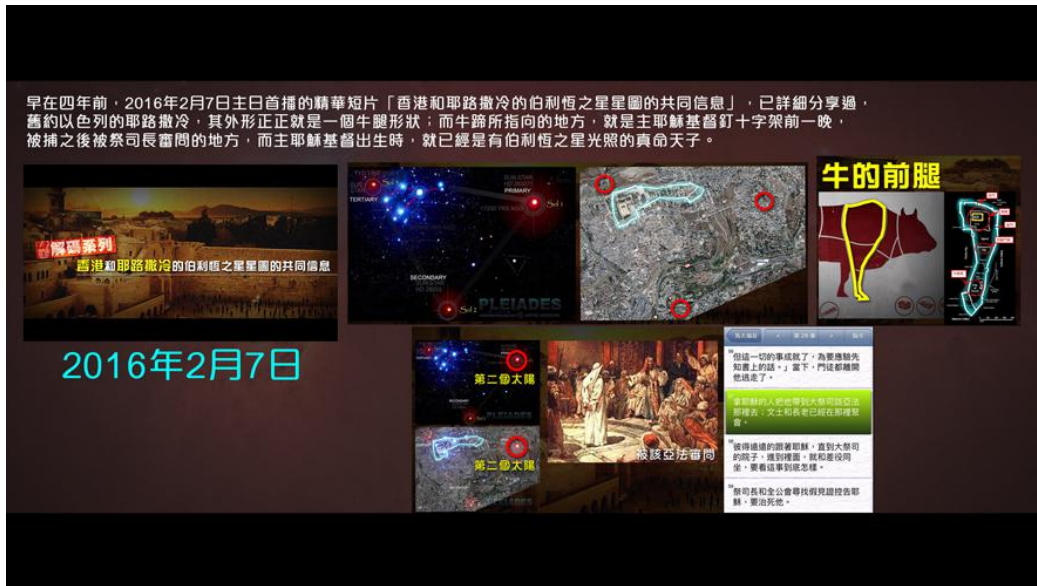 早在四年前，2016年2月7日主日首播的精華短片「香港和耶路撒冷的伯利恆之星星圖的共同信息」，已詳細分享過，
舊約以色列的耶路撒冷，其外形正正就是一個牛腿形狀；而牛蹄所指向的地方，就是主耶穌基督釘十字架前一晚，
被捕之後被祭司長審問的地方，而主耶穌基督出生時，就已經是有伯利恆之星光照的真命天子。
解碼系列
香港和耶路撒冷的伯利恆之星星圖的共同信息
2016年2月7日
SUN STAR
PRIMARY
Sol 1
TERTIARY
SECONDARY
Sol 2
PLEIADES
牛的前腿
第二個太陽
PLEIADES
第二個太陽
被該亞法審問
但這一切的事成就了，為要應驗先
知書上的話。」當下，門徒都離開
他逃走了。
拿耶穌的人把他帶到大祭司該亞法
那裡去；文士和長老已經在那裡聚
會。
彼得遠遠的跟著耶穌，直到大祭司
的院子，進到裡面，就和差役同
坐，要看這事到底怎樣。
祭司長和全公會尋找假見證控告耶
穌，要治死他。